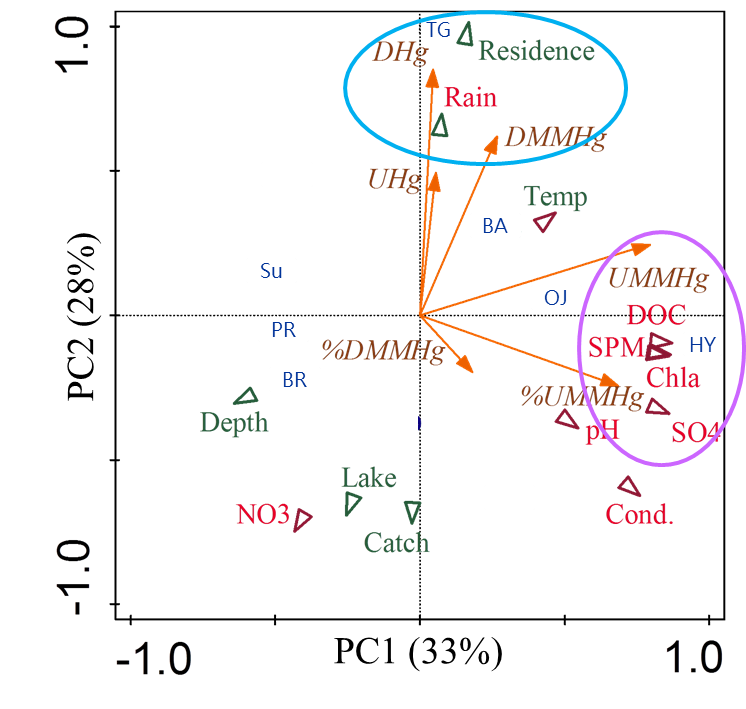 1.0
TG
DHg
Residence
Rain
DMMHg
UHg
Temp
BA
Su
UMMHg
OJ
DOC
PR
%DMMHg
SPM
HY
BR
Chla
%UMMHg
Depth
pH
SO4
Lake
NO3
Cond.
Catch
PC2 (28%)
-1.0
-1.0
PC1 (33%)
1.0